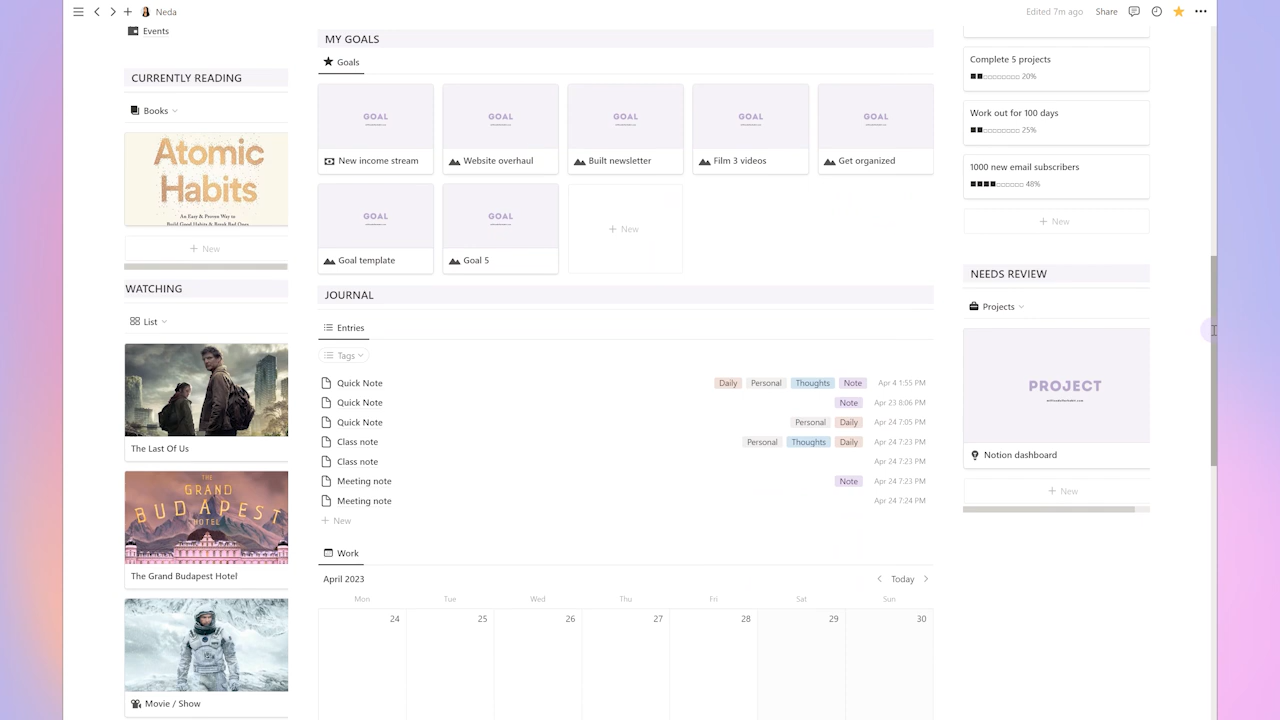 Neda
Edited 7m ago
Share
Events
CURRENTLY READING
Books
Atomic
Habits
An Easy & Proven Way to
Build Good Habits & Break Bad Ones
New
WATCHING
List
The Last Of Us
THE
GRAND
BUDAPEST
HOTEL
The Grand Budapest Hotel
Movie / Show
MY GOALS
Goals
GOAL
New income stream
GOAL
Website overhaul
GOAL
Built newsletter
GOAL
Film 3 videos
GOAL
Get organized
GOAL
Goal template
GOAL
Goal 5
New
JOURNAL
Entries
Tags
Quick Note Daily Personal Thoughts Note Apr 4 1:55 PM
Quick Note Note Apr 23 8:06 PM
Quick Note Personal Daily Apr 24 7:05 PM
Class note Personal Thoughts Daily Apr 24 7:23 PM
Class note Apr 24 7:23 PM
Meeting note Note Apr 24 7:23 PM
Meeting note Apr 24 7:24 PM
New
Work
April 2023 Today
Mon Tue Wed Thu Fri Sat Sun
24 25 26 27 28 29 30
Complete 5 projects
20%
Work out for 100 days
25%
1000 new email subscribers
48%
New
NEEDS REVIEW
Projects
PROJECT
Notion dashboard
New